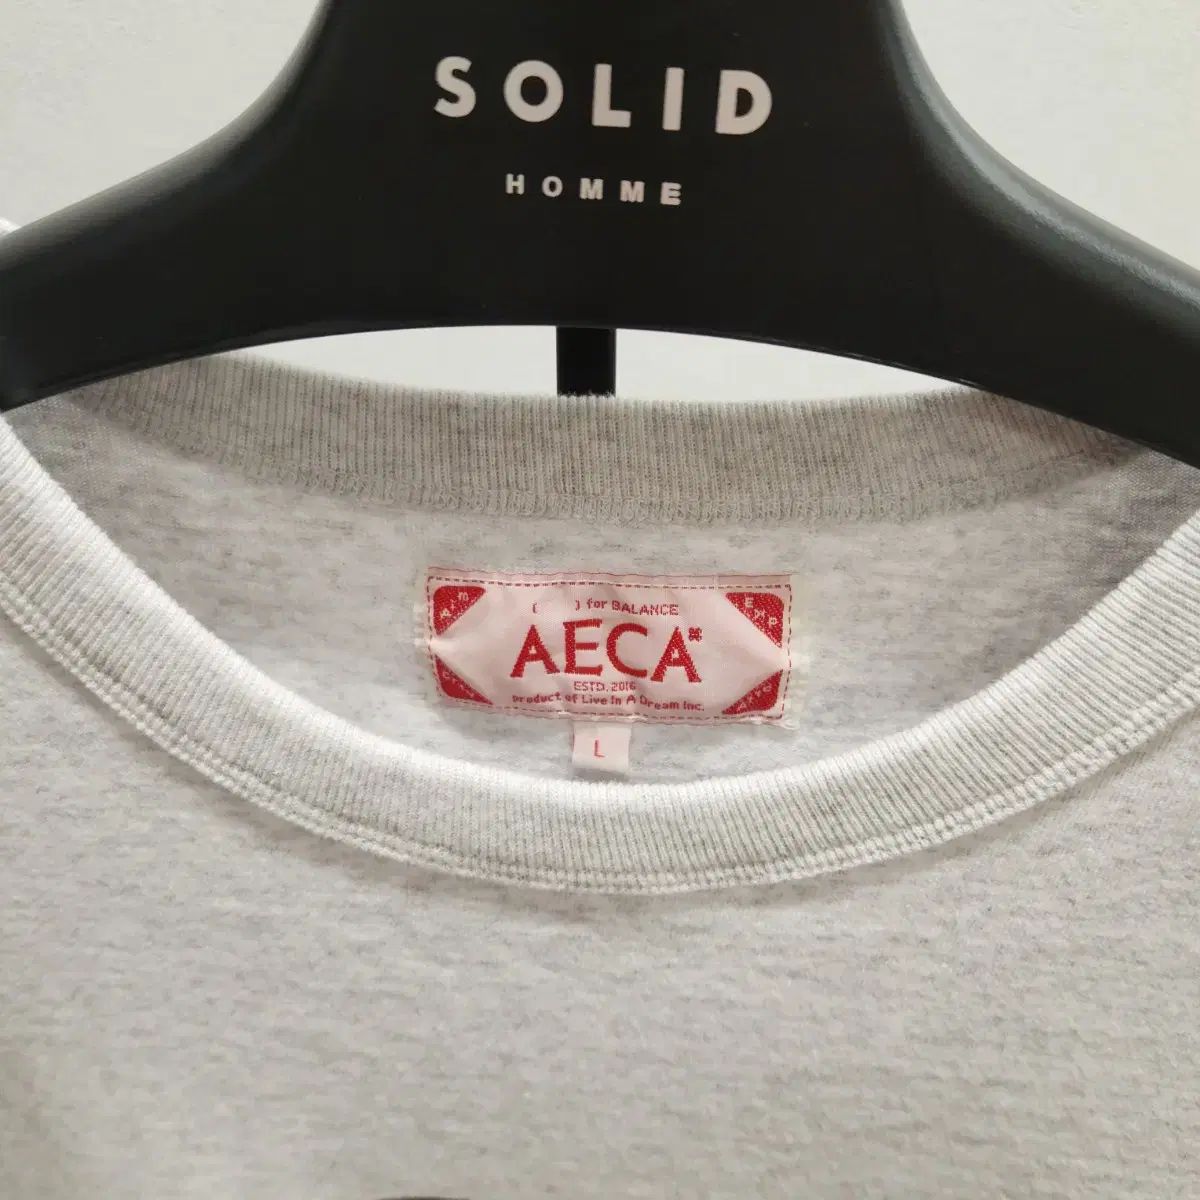 SOLID
HOMME
( ) for BALANCE
AECA
ESTD. 2016
Product of Live In A Dream Inc.
L